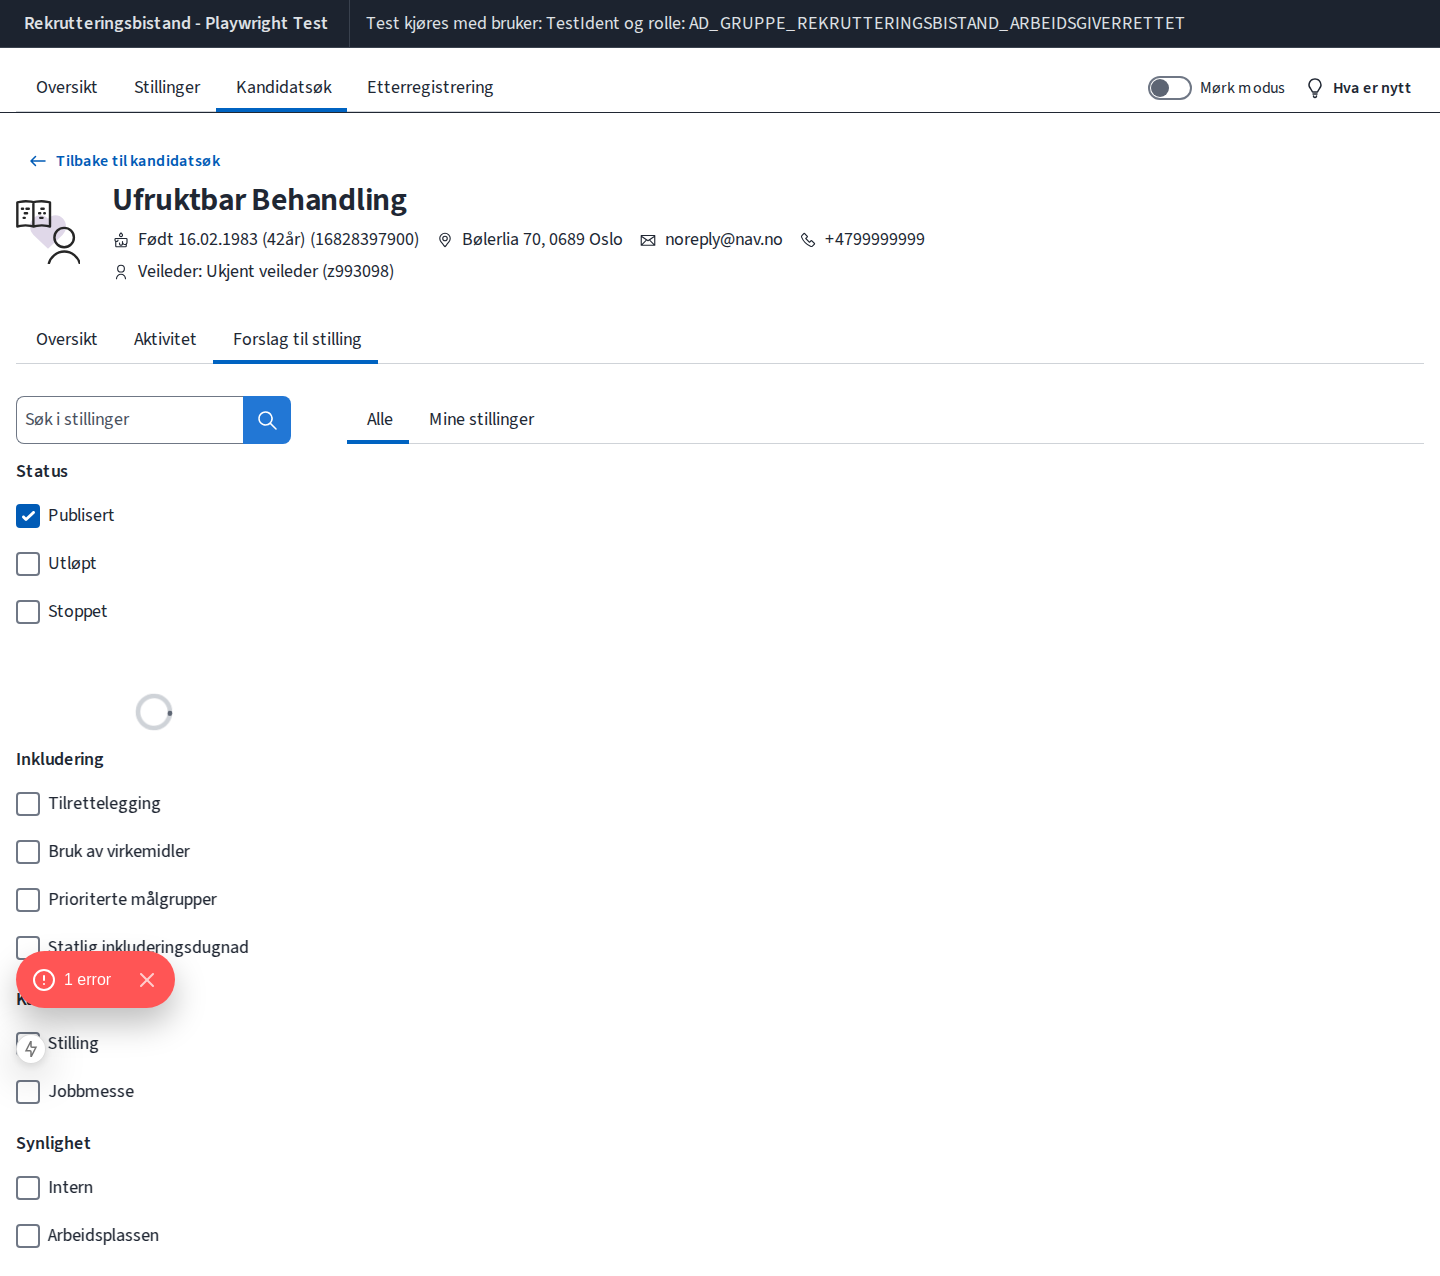 Rekrutteringsbistand - Playwright Test
Test kjøres med bruker: TestIdent og rolle: AD_GRUPPE_REKRUTTERINGSBISTAND_ARBEIDSGIVERRETTET
Oversikt
Stillinger
Kandidatsøk
Etterregistrering
Mørk modus
Hva er nytt
Tilbake til kandidatsøk
Ufruktbar Behandling
Født 16.02.1983 (42år) (16828397900)
Bølerlia 70, 0689 Oslo
noreply@nav.no
+4799999999
Veileder: Ukjent veileder (z993098)
Oversikt
Aktivitet
Forslag til stilling
Søk i stillinger
Alle
Mine stillinger
Status
Publisert
Utløpt
Stoppet
Inkludering
Tilrettelegging
Bruk av virkemidler
Prioriterte målgrupper
Statlig inkluderingsdugnad
1 error
Stilling
Jobbmesse
Synlighet
Intern
Arbeidsplassen